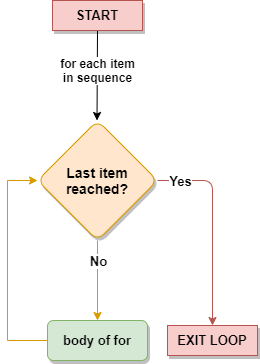 START
for each item
in sequence
Last item
reached?
Yes
No
body of for
EXIT LOOP